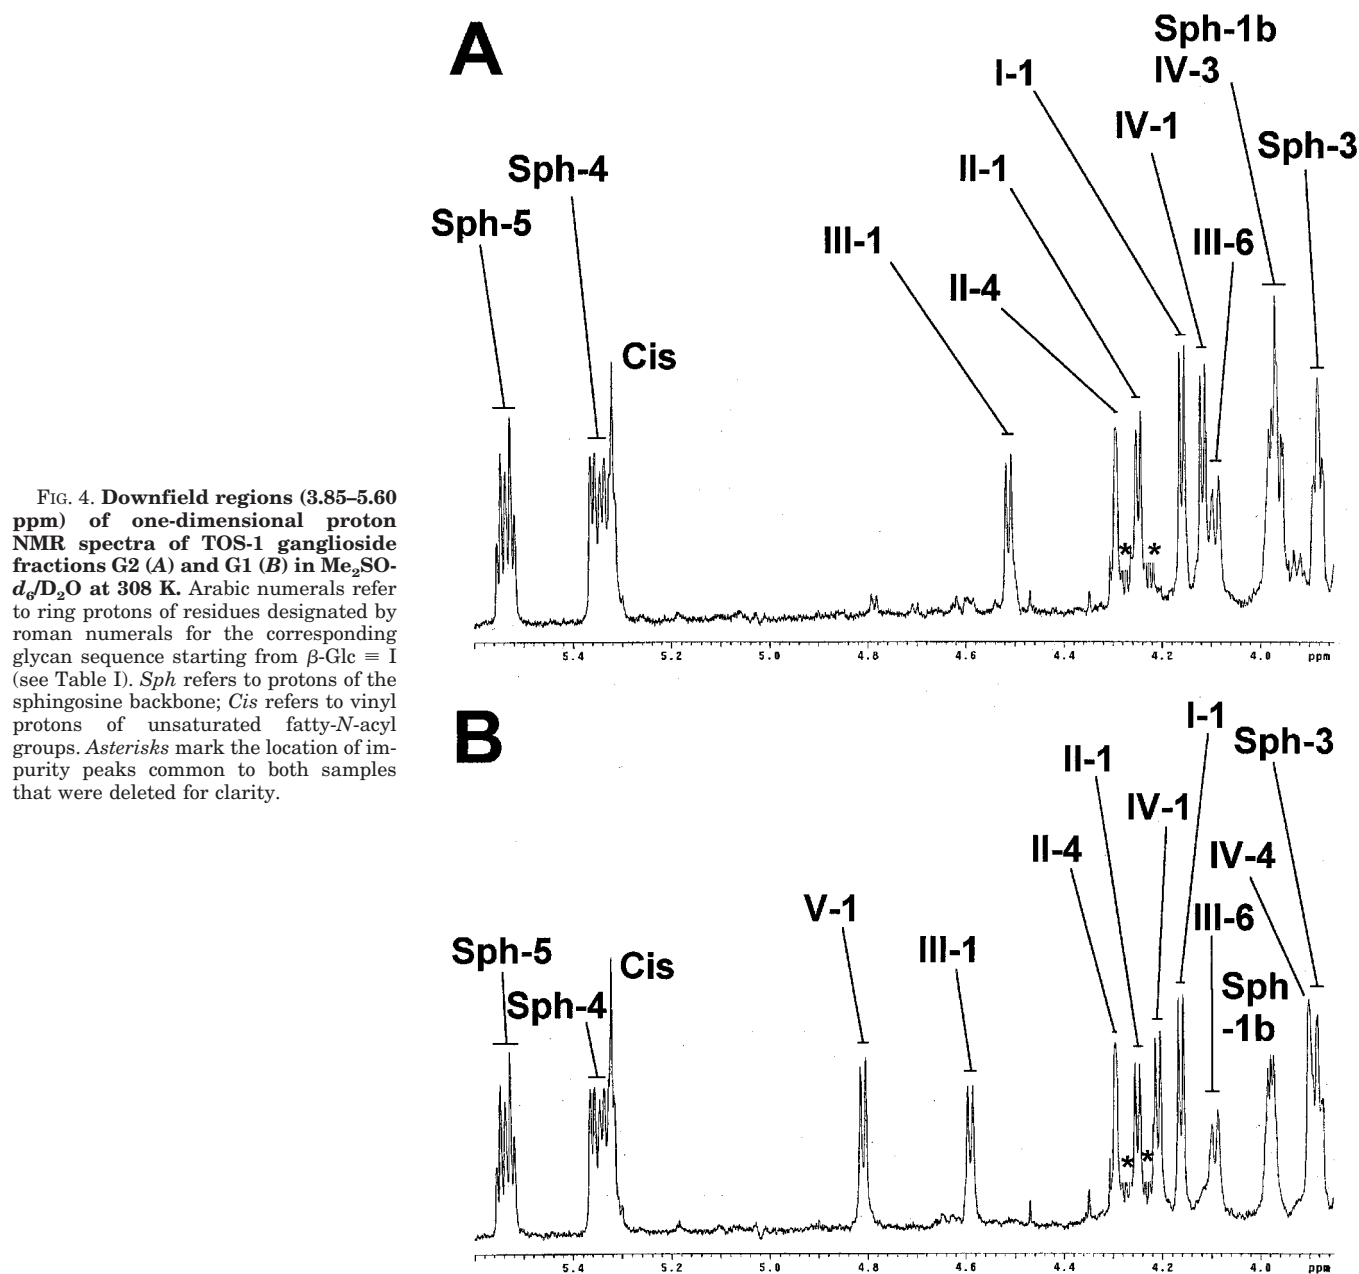 A
Sph-1b
IV-3
I-1
IV-1
Sph-3
Sph-4
II-1
Sph-5
III-1
III-6
II-4
Cis
* *
5.4 5.2 5.0 4.8 4.6 4.4 4.2 4.0 ppm
FIG. 4. Downfield regions (3.85–5.60
ppm) of one-dimensional proton
NMR spectra of TOS-1 ganglioside
fractions G2 (A) and G1 (B) in Me₂SO-
d₆/D₂O at 308 K. Arabic numerals refer
to ring protons of residues designated by
roman numerals for the corresponding
glycan sequence starting from β-Glc ≡ I
(see Table I). Sph refers to protons of the
sphingosine backbone; Cis refers to vinyl
protons of unsaturated fatty-N-acyl
groups. Asterisks mark the location of im-
purity peaks common to both samples
that were deleted for clarity.
B
I-1
Sph-3
II-1
IV-1
II-4
IV-4
V-1
III-6
III-1
Sph-5
Cis
Sph
-1b
Sph-4
* *
5.4 5.2 5.0 4.8 4.6 4.4 4.2 4.0 ppm